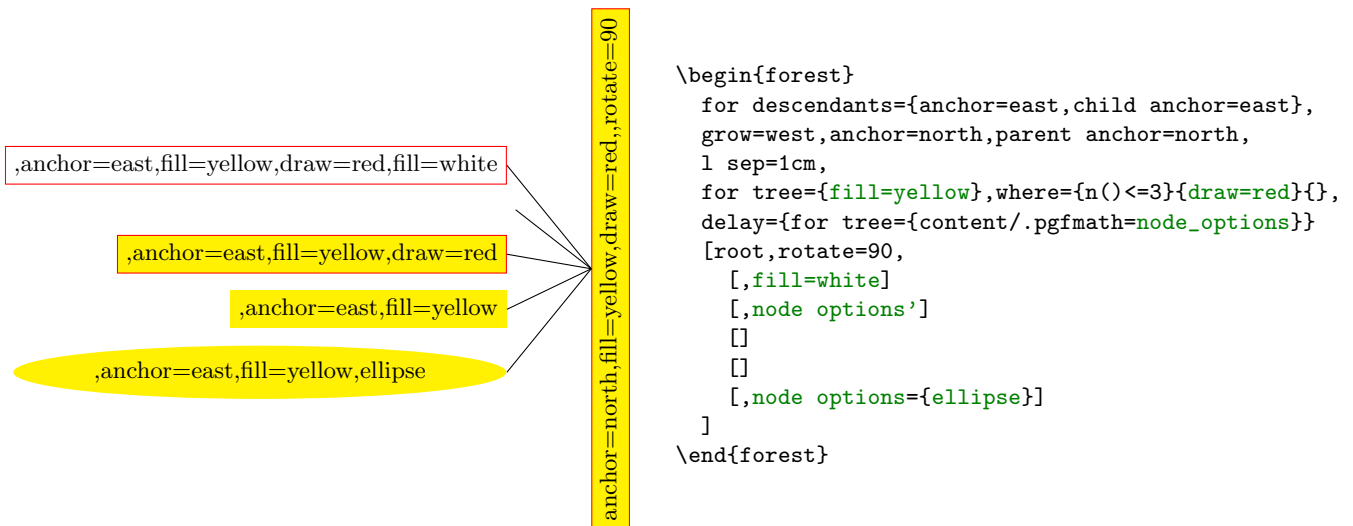 ,anchor=east,fill=yellow,draw=red,fill=white
,anchor=east,fill=yellow,draw=red
,anchor=east,fill=yellow
,anchor=east,fill=yellow,ellipse
anchor=north,fill=yellow,draw=red,,rotate=90
\begin{forest}
  for descendants={anchor=east,child anchor=east},
  grow=west,anchor=north,parent anchor=north,
  l sep=1cm,
  for tree={fill=yellow},where={n()<=3}{draw=red}{},
  delay={for tree={content/.pgfmath=node_options}}
  [root,rotate=90,
    [,fill=white]
    [,node options']
    []
    []
    [,node options={ellipse}]
  ]
\end{forest}